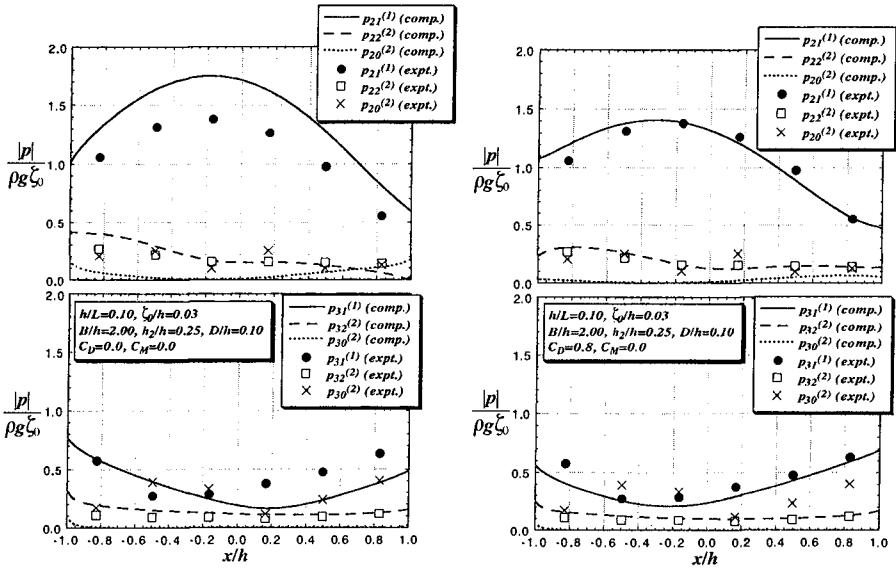 p21(1) (comp.)
p22(2) (comp.)
p20(2) (comp.)
p21(1) (expt.)
p22(2) (expt.)
p20(2) (expt.)
2.0
1.5
1.0
0.5
0.0
|p|
ρgζ0
p31(1) (comp.)
p32(2) (comp.)
p30(2) (comp.)
p31(1) (expt.)
p32(2) (expt.)
p30(2) (expt.)
h/L=0.10, ζ0/h=0.03
B/h=2.00, h2/h=0.25, D/h=0.10
CD=0.0, CM=0.0
2.0
1.5
1.0
0.5
0.0
|p|
ρgζ0
-1.0 -0.8 -0.6 -0.4 -0.2 0.0 0.2 0.4 0.6 0.8 1.0
x/h
p21(1) (comp.)
p22(2) (comp.)
p20(2) (comp.)
p21(1) (expt.)
p22(2) (expt.)
p20(2) (expt.)
2.0
1.5
1.0
0.5
0.0
|p|
ρgζ0
p31(1) (comp.)
p32(2) (comp.)
p30(2) (comp.)
p31(1) (expt.)
p32(2) (expt.)
p30(2) (expt.)
h/L=0.10, ζ0/h=0.03
B/h=2.00, h2/h=0.25, D/h=0.10
CD=0.8, CM=0.0
2.0
1.5
1.0
0.5
0.0
|p|
ρgζ0
-1.0 -0.8 -0.6 -0.4 -0.2 0.0 0.2 0.4 0.6 0.8 1.0
x/h